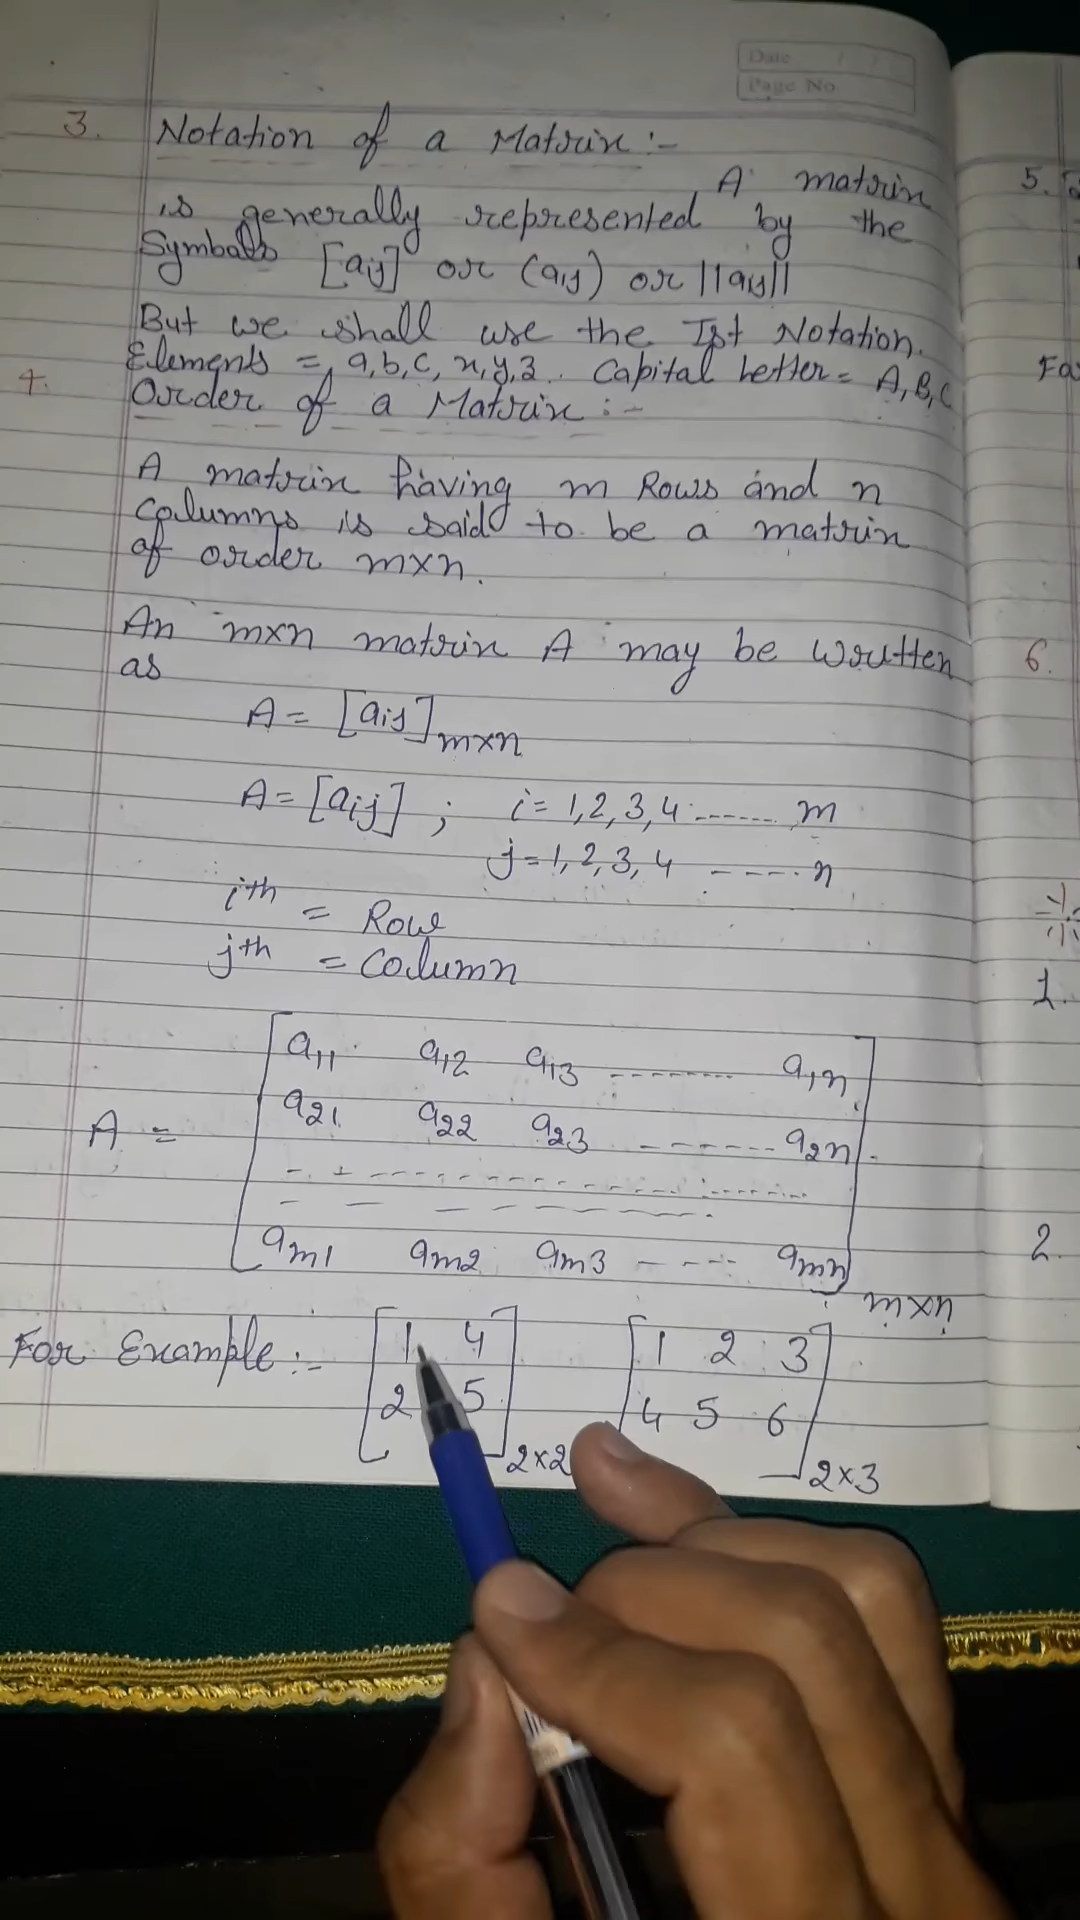 Date
Page No
3. Notation of a Matrix :-
A matrix
is generally represented by the
Symbols [aij] or (aij) or ||aij||
But we shall use the Ist Notation.
Elements = a,b,c, x,y,z. Capital Letter = A,B,C
4. Order of a Matrix :-
A matrix having m Rows and n
Columns is said to be a matrix
of order m×n.
An m×n matrix A may be written
as
A = [aij]m×n
A = [aij] ; i = 1,2,3,4 ...... m
j = 1,2,3,4 ..... n
ith = Row
jth = Column
a11 a12 a13 -------- a1n
A = a21 a22 a23 ------- a2n
am1 am2 am3 ---- amn
m×n
For Example :- [1 4 [1 2 3
2 5]2×2 4 5 6]2×3
5.
Fo
6.
1.
2.